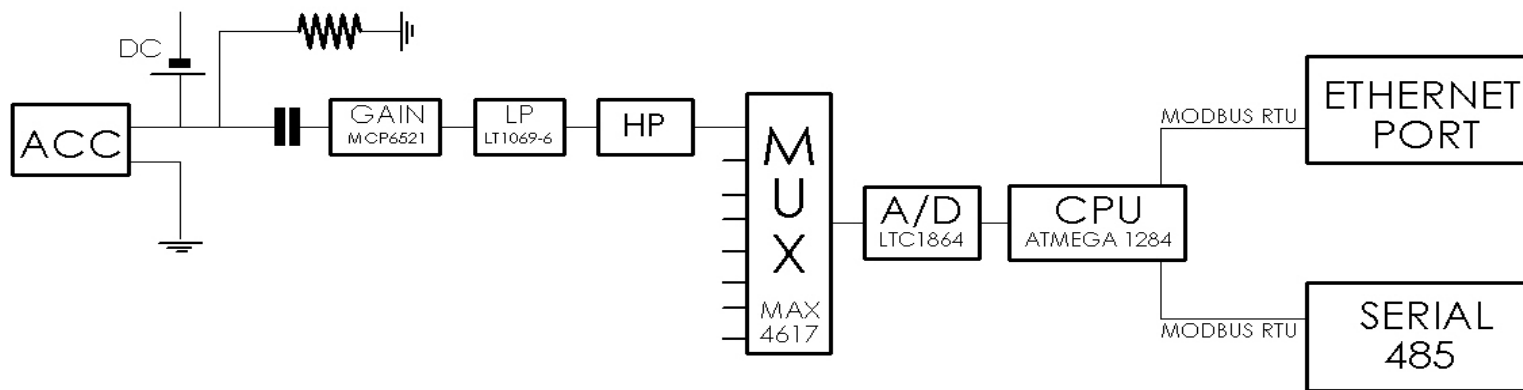 DC
ACC
GAIN
MCP6521
LP
LT1069-6
HP
MUX
MAX
4617
A/D
LTC1864
CPU
ATMEGA 1284
MODBUS RTU
ETHERNET
PORT
MODBUS RTU
SERIAL
485